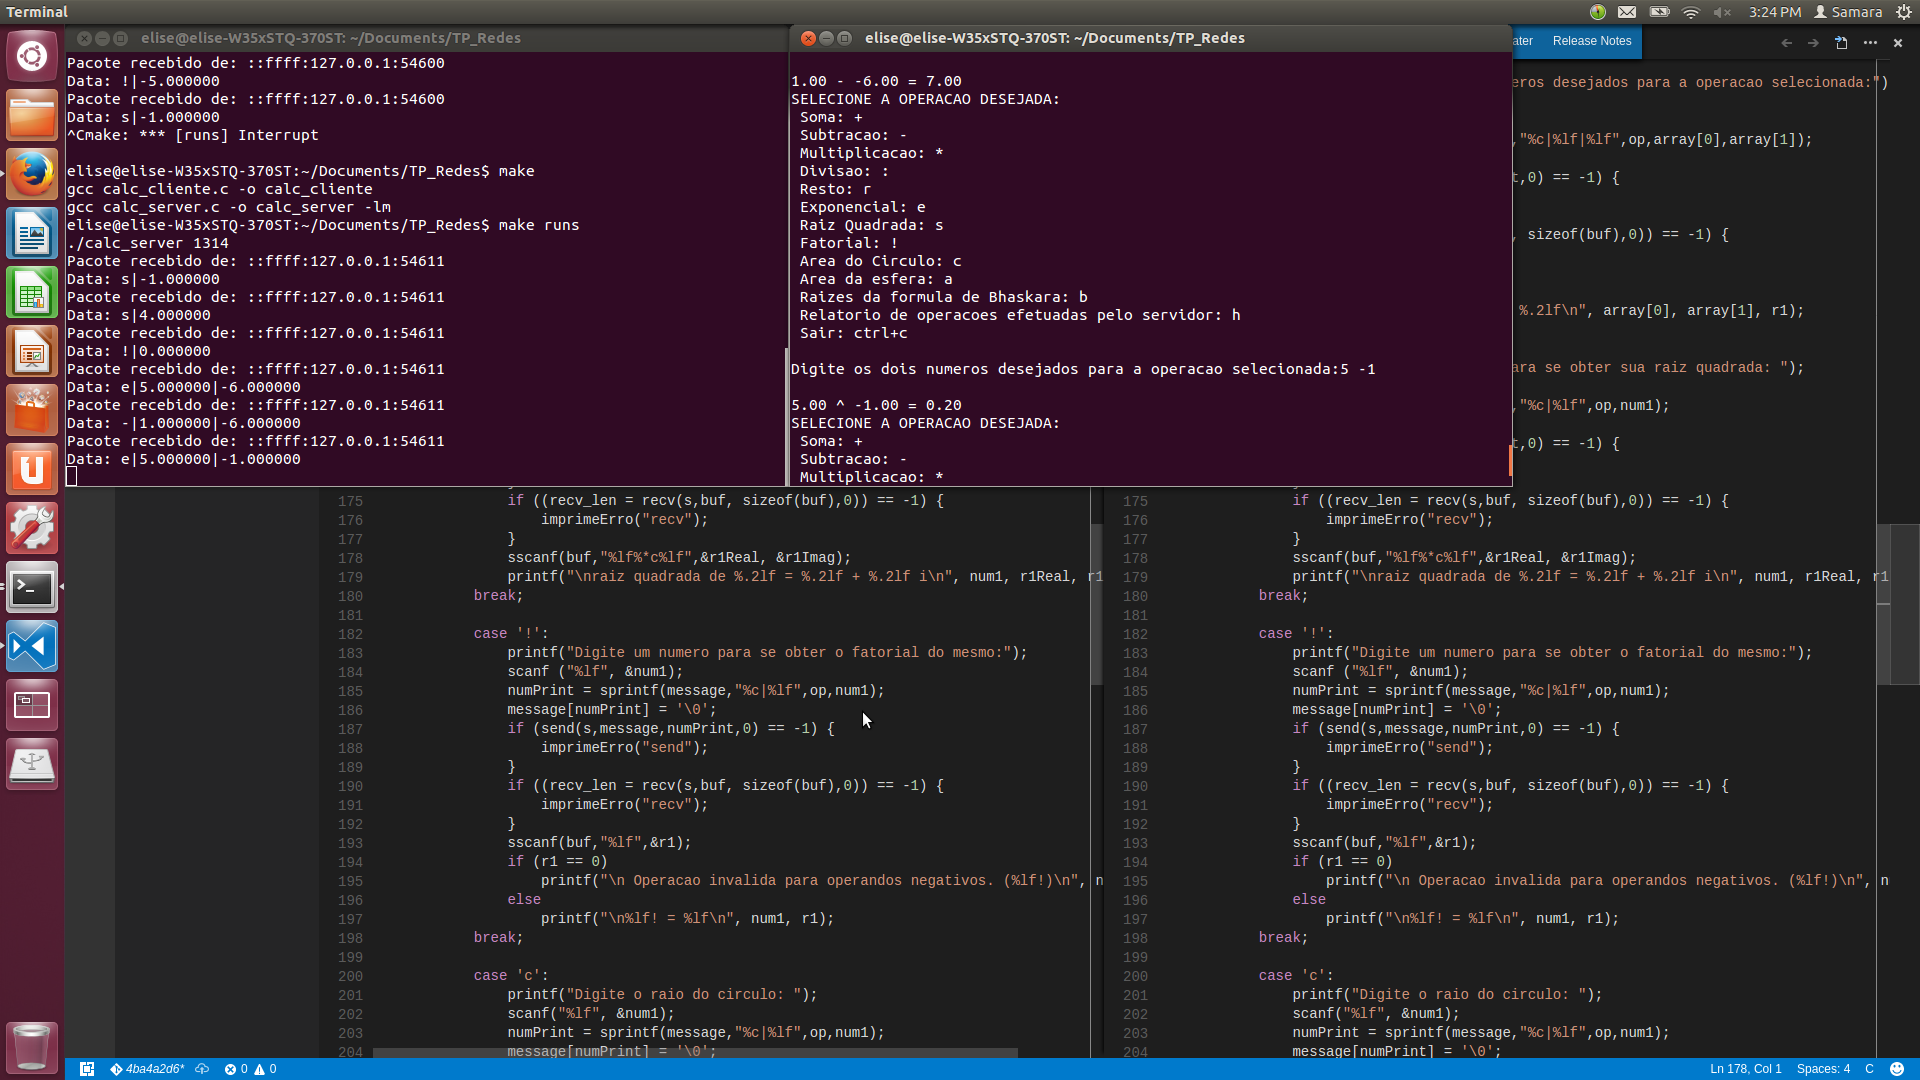 Terminal
3:24 PM
Samara
elise@elise-W35xSTQ-370ST: ~/Documents/TP_Redes
Pacote recebido de: ::ffff:127.0.0.1:54600
Data: !|-5.000000
Pacote recebido de: ::ffff:127.0.0.1:54600
Data: s|-1.000000
^Cmake: *** [runs] Interrupt
elise@elise-W35xSTQ-370ST:~/Documents/TP_Redes$ make
gcc calc_cliente.c -o calc_cliente
gcc calc_server.c -o calc_server -lm
elise@elise-W35xSTQ-370ST:~/Documents/TP_Redes$ make runs
./calc_server 1314
Pacote recebido de: ::ffff:127.0.0.1:54611
Data: s|-1.000000
Pacote recebido de: ::ffff:127.0.0.1:54611
Data: s|4.000000
Pacote recebido de: ::ffff:127.0.0.1:54611
Data: !|0.000000
Pacote recebido de: ::ffff:127.0.0.1:54611
Data: e|5.000000|-6.000000
Pacote recebido de: ::ffff:127.0.0.1:54611
Data: -|1.000000|-6.000000
Pacote recebido de: ::ffff:127.0.0.1:54611
Data: e|5.000000|-1.000000
elise@elise-W35xSTQ-370ST: ~/Documents/TP_Redes
1.00 - -6.00 = 7.00
SELECIONE A OPERACAO DESEJADA:
Soma: +
Subtracao: -
Multiplicacao: *
Divisao: :
Resto: r
Exponencial: e
Raiz Quadrada: s
Fatorial: !
Area do Circulo: c
Area da esfera: a
Raizes da formula de Bhaskara: b
Relatorio de operacoes efetuadas pelo servidor: h
Sair: ctrl+c
Digite os dois numeros desejados para a operacao selecionada:5 -1
5.00 ^ -1.00 = 0.20
SELECIONE A OPERACAO DESEJADA:
Soma: +
Subtracao: -
Multiplicacao: *
ater
Release Notes
eros desejados para a operacao selecionada:")
,"%c|%lf|%lf",op,array[0],array[1]);
t,0) == -1) {
, sizeof(buf),0)) == -1) {
%.2lf\n", array[0], array[1], r1);
ara se obter sua raiz quadrada: ");
,"%c|%lf",op,num1);
t,0) == -1) {
175 if ((recv_len = recv(s,buf, sizeof(buf),0)) == -1) {
176 imprimeErro("recv");
177 }
178 sscanf(buf,"%lf%*c%lf",&r1Real, &r1Imag);
179 printf("\nraiz quadrada de %.2lf = %.2lf + %.2lf i\n", num1, r1Real, r1
180 break;
181
182 case '!':
183 printf("Digite um numero para se obter o fatorial do mesmo:");
184 scanf ("%lf", &num1);
185 numPrint = sprintf(message,"%c|%lf",op,num1);
186 message[numPrint] = '\0';
187 if (send(s,message,numPrint,0) == -1) {
188 imprimeErro("send");
189 }
190 if ((recv_len = recv(s,buf, sizeof(buf),0)) == -1) {
191 imprimeErro("recv");
192 }
193 sscanf(buf,"%lf",&r1);
194 if (r1 == 0)
195 printf("\n Operacao invalida para operandos negativos. (%lf!)\n", n
196 else
197 printf("\n%lf! = %lf\n", num1, r1);
198 break;
199
200 case 'c':
201 printf("Digite o raio do circulo: ");
202 scanf("%lf", &num1);
203 numPrint = sprintf(message,"%c|%lf",op,num1);
204 message[numPrint] = '\0';
175 if ((recv_len = recv(s,buf, sizeof(buf),0)) == -1) {
176 imprimeErro("recv");
177 }
178 sscanf(buf,"%lf%*c%lf",&r1Real, &r1Imag);
179 printf("\nraiz quadrada de %.2lf = %.2lf + %.2lf i\n", num1, r1Real, r1
180 break;
181
182 case '!':
183 printf("Digite um numero para se obter o fatorial do mesmo:");
184 scanf ("%lf", &num1);
185 numPrint = sprintf(message,"%c|%lf",op,num1);
186 message[numPrint] = '\0';
187 if (send(s,message,numPrint,0) == -1) {
188 imprimeErro("send");
189 }
190 if ((recv_len = recv(s,buf, sizeof(buf),0)) == -1) {
191 imprimeErro("recv");
192 }
193 sscanf(buf,"%lf",&r1);
194 if (r1 == 0)
195 printf("\n Operacao invalida para operandos negativos. (%lf!)\n", n
196 else
197 printf("\n%lf! = %lf\n", num1, r1);
198 break;
199
200 case 'c':
201 printf("Digite o raio do circulo: ");
202 scanf("%lf", &num1);
203 numPrint = sprintf(message,"%c|%lf",op,num1);
204 message[numPrint] = '\0';
4ba4a2d6* 0 0
Ln 178, Col 1 Spaces: 4 C